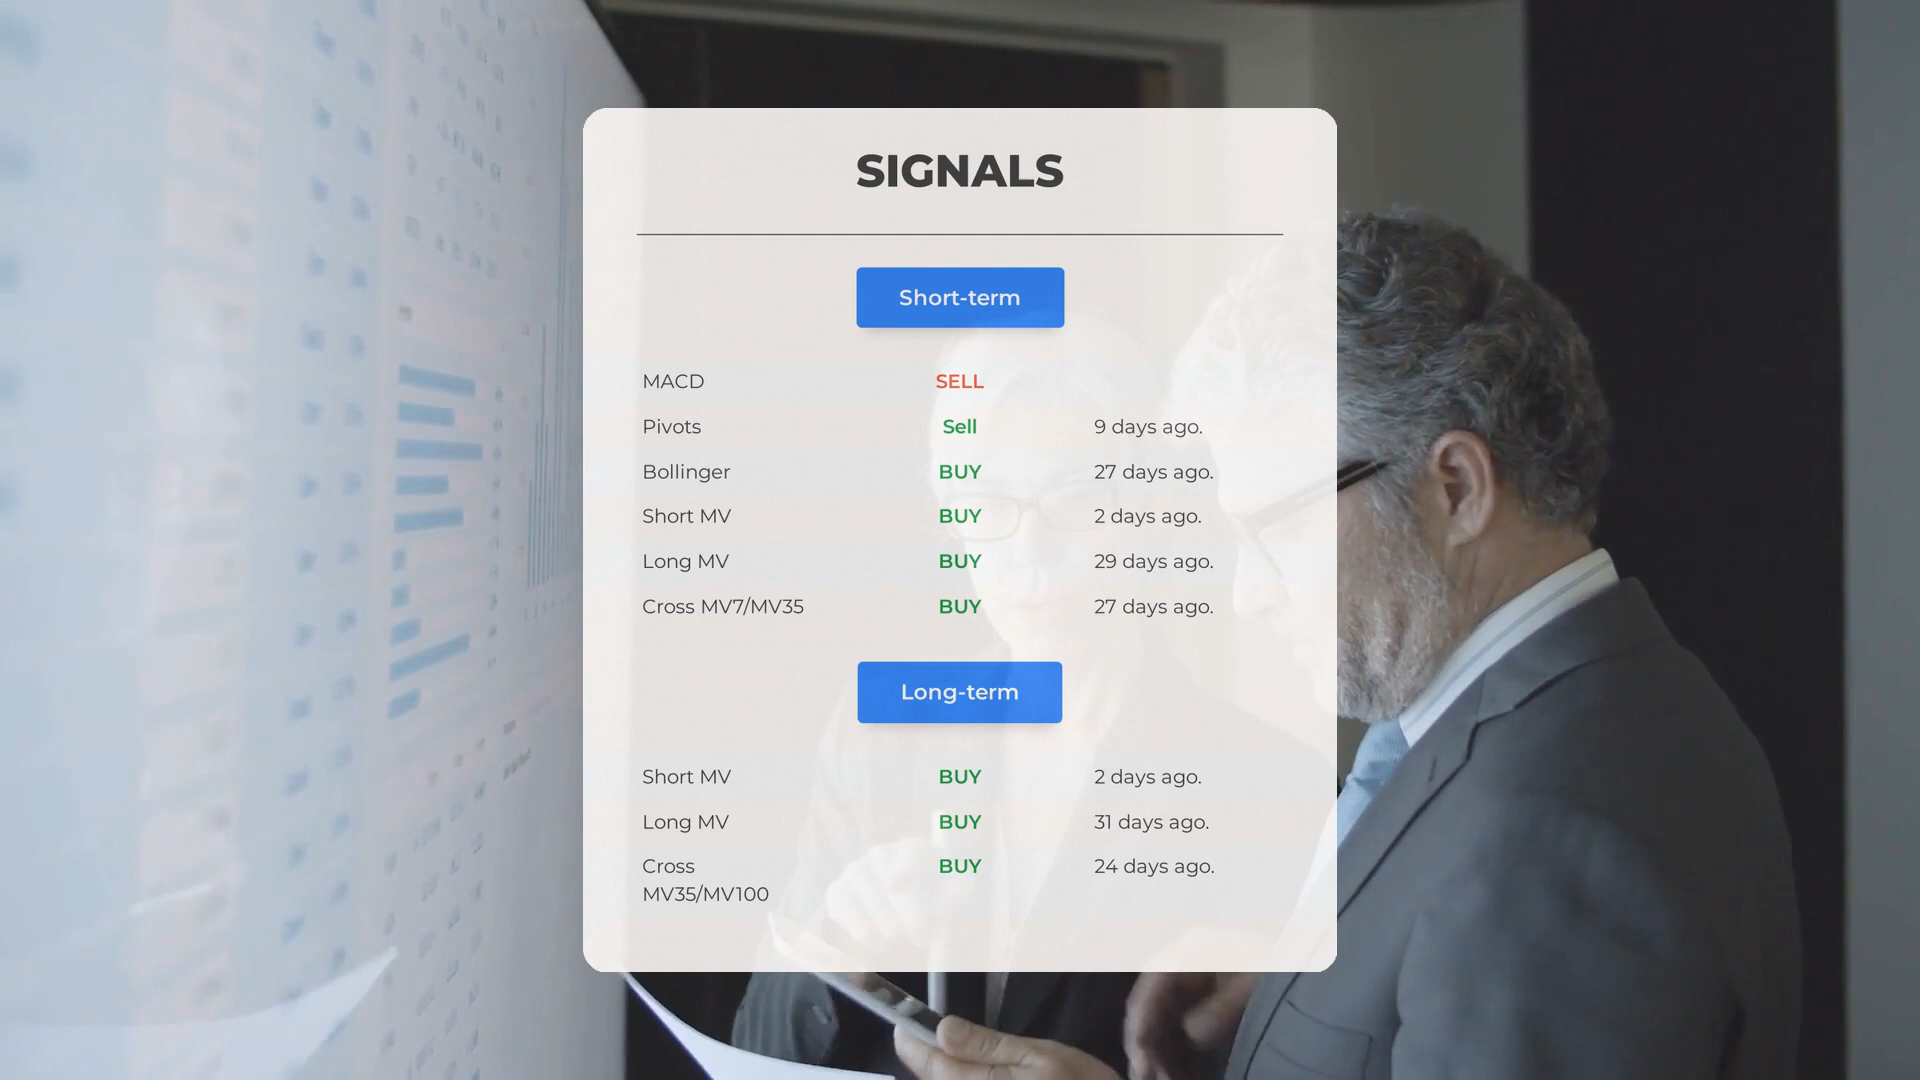 SIGNALS
Short-term
MACD SELL
Pivots Sell 9 days ago.
Bollinger BUY 27 days ago.
Short MV BUY 2 days ago.
Long MV BUY 29 days ago.
Cross MV7/MV35 BUY 27 days ago.
Long-term
Short MV BUY 2 days ago.
Long MV BUY 31 days ago.
Cross BUY 24 days ago.
MV35/MV100